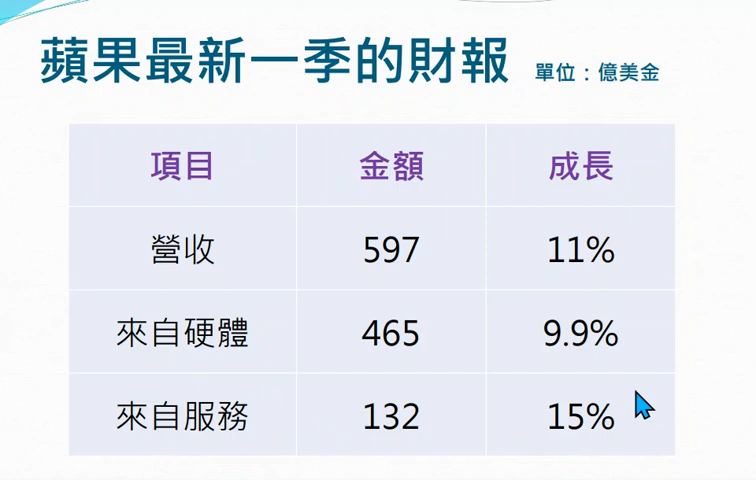 蘋果最新一季的財報 單位：億美金
項目 金額 成長
營收 597 11%
來自硬體 465 9.9%
來自服務 132 15%